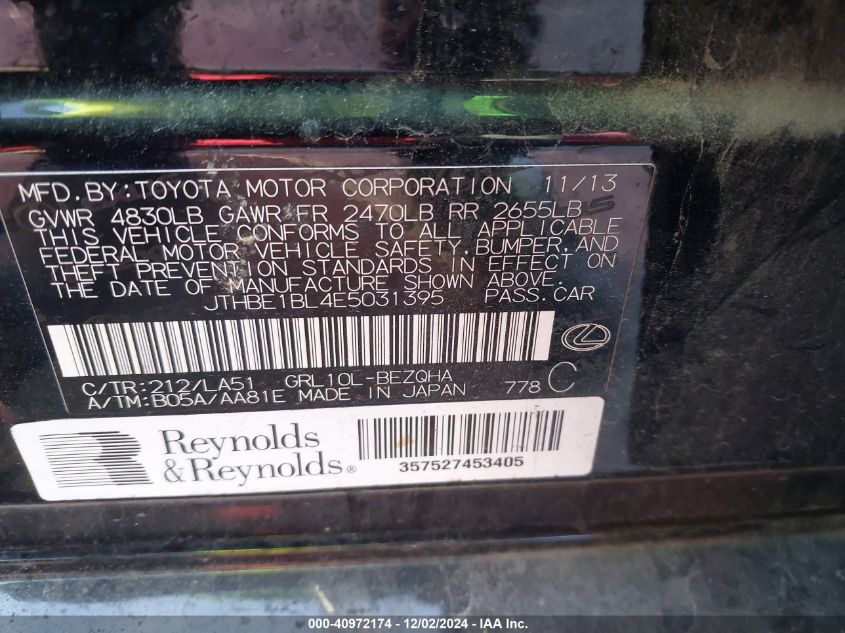 MFD.BY:TOYOTA MOTOR CORPORATION 11/13
GVWR 4830LB GAWR FR 2470LB RR 2655LB
THIS VEHICLE CONFORMS TO ALL APPLICABLE
FEDERAL MOTOR VEHICLE SAFETY,BUMPER,AND
THEFT PREVENTION STANDARDS IN EFFECT ON
THE DATE OF MANUFACTURE SHOWN ABOVE.
JTHBE1BL4E5031395 PASS.CAR
C/TR:212/LA51 GRL10L-BEZQHA
A/TM:B05A/AA81E MADE IN JAPAN 778 C
Reynolds
& Reynolds®
357527453405
000-40972174 - 12/02/2024 - IAA Inc.